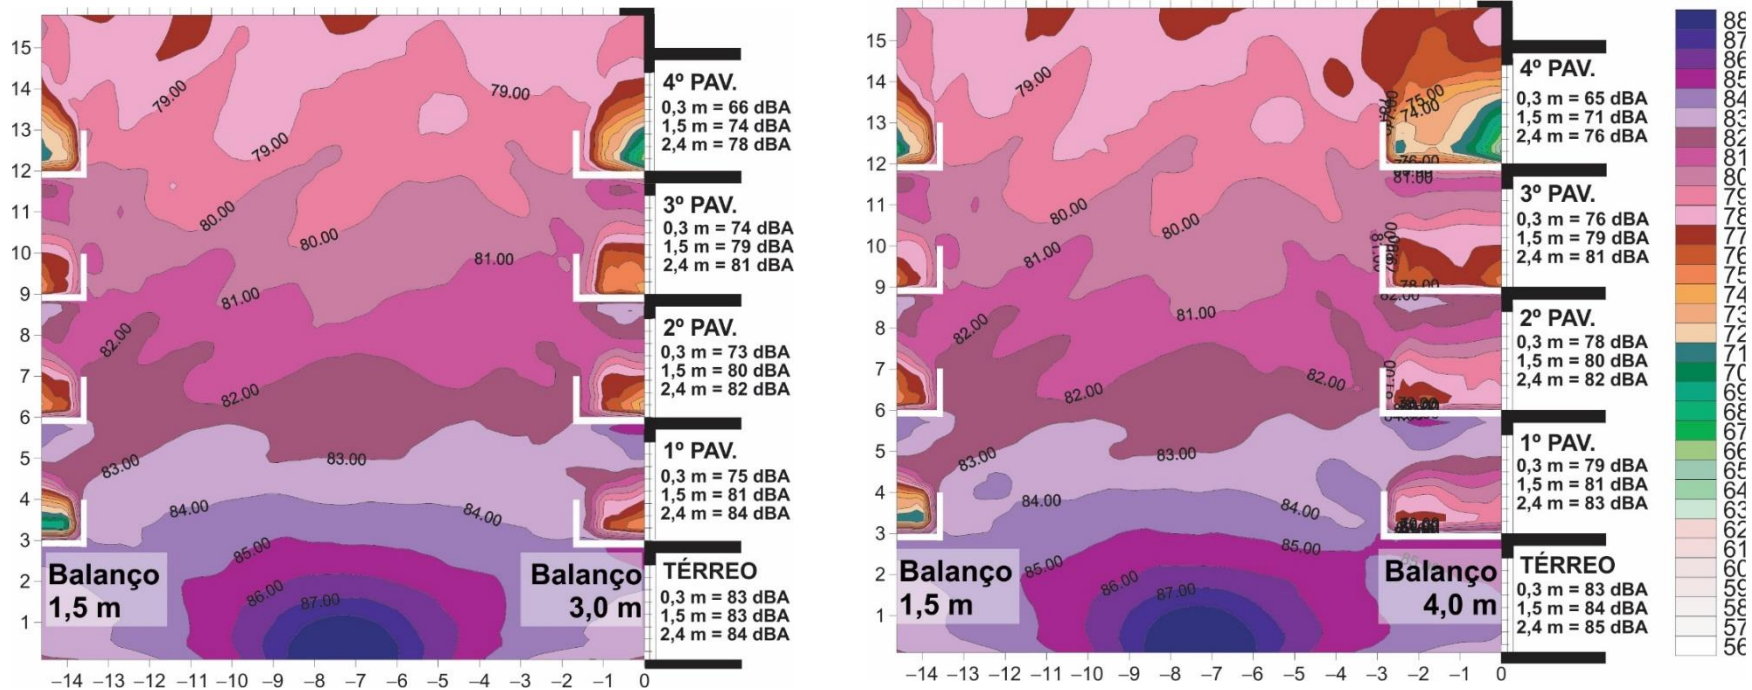 15
14
13
12
11
10
9
8
7
6
5
4
3
2
1
−14 −13 −12 −11 −10 −9 −8 −7 −6 −5 −4 −3 −2 −1 0
79.00
79.00
79.00
80.00
80.00
81.00
81.00
82.00
82.00
83.00
83.00
84.00
84.00
85.00
86.00
87.00
Balanço
1,5 m
Balanço
3,0 m
4º PAV.
0,3 m = 66 dBA
1,5 m = 74 dBA
2,4 m = 78 dBA
3º PAV.
0,3 m = 74 dBA
1,5 m = 79 dBA
2,4 m = 81 dBA
2º PAV.
0,3 m = 73 dBA
1,5 m = 80 dBA
2,4 m = 82 dBA
1º PAV.
0,3 m = 75 dBA
1,5 m = 81 dBA
2,4 m = 84 dBA
TÉRREO
0,3 m = 83 dBA
1,5 m = 83 dBA
2,4 m = 84 dBA
15
14
13
12
11
10
9
8
7
6
5
4
3
2
1
−14 −13 −12 −11 −10 −9 −8 −7 −6 −5 −4 −3 −2 −1 0
79.00
79.00
75.00
74.00
76.00
81.00
80.00
80.00
81.00
81.00
78.00
82.00
81.00
82.00
82.00
82.00
83.00
83.00
84.00
84.00
85.00
85.00
86.00
87.00
Balanço
1,5 m
Balanço
4,0 m
4º PAV.
0,3 m = 65 dBA
1,5 m = 71 dBA
2,4 m = 76 dBA
3º PAV.
0,3 m = 76 dBA
1,5 m = 79 dBA
2,4 m = 81 dBA
2º PAV.
0,3 m = 78 dBA
1,5 m = 80 dBA
2,4 m = 82 dBA
1º PAV.
0,3 m = 79 dBA
1,5 m = 81 dBA
2,4 m = 83 dBA
TÉRREO
0,3 m = 83 dBA
1,5 m = 84 dBA
2,4 m = 85 dBA
88
87
86
85
84
83
82
81
80
79
78
77
76
75
74
73
72
71
70
69
68
67
66
65
64
63
62
61
60
59
58
57
56